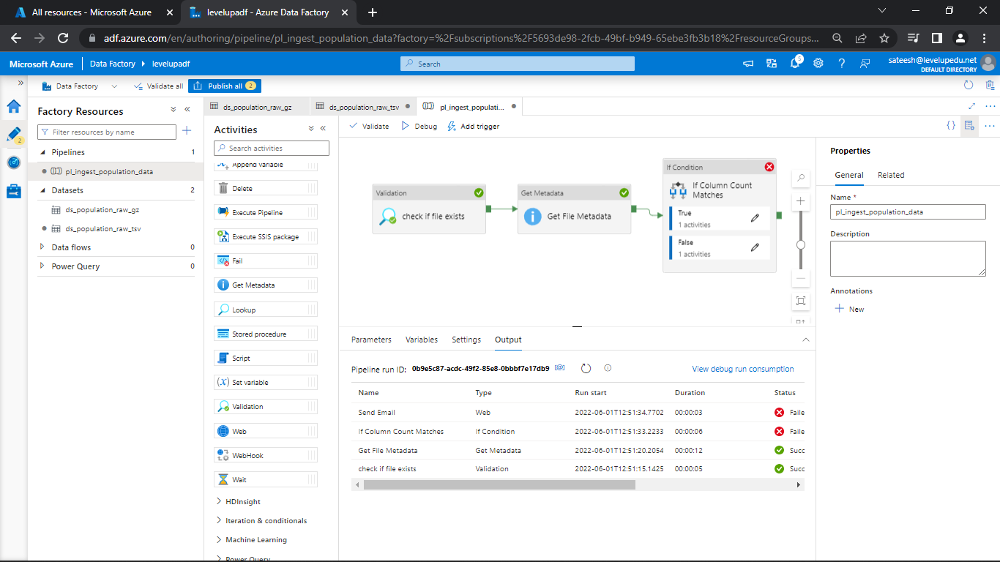 All resources - Microsoft Azure
levelupadf - Azure Data Factory
adf.azure.com/en/authoring/pipeline/pl_ingest_population_data?factory=%2Fsubscriptions%2F5693de98-2fcb-49bf-b949-65ebe3fb3b18%2FresourceGroups...
Microsoft Azure
Data Factory
levelupadf
Search
5
sateesh@levelupedu.net
DEFAULT DIRECTORY
Data Factory
Validate all
Publish all 2
2
Factory Resources
Filter resources by name
Pipelines 1
pl_ingest_population_data
Datasets 2
ds_population_raw_gz
ds_population_raw_tsv
Data flows 0
Power Query 0
ds_population_raw_gz
ds_population_raw_tsv
pl_ingest_populati...
Activities
Search activities
Append variable
Delete
Execute Pipeline
Execute SSIS package
Fail
Get Metadata
Lookup
Stored procedure
Script
Set variable
Validation
Web
WebHook
Wait
HDInsight
Iteration & conditionals
Machine Learning
Power Query
Validate
Debug
Add trigger
Validation
check if file exists
Get Metadata
Get File Metadata
If Condition
If Column Count
Matches
True
1 activities
False
1 activities
Parameters
Variables
Settings
Output
Pipeline run ID: 0b9e5c87-acdc-49f2-85e8-0bbbf7e17db9
View debug run consumption
Name Type Run start Duration Status
Send Email Web 2022-06-01T12:51:34.7702 00:00:03 Faile
If Column Count Matches If Condition 2022-06-01T12:51:33.2233 00:00:06 Faile
Get File Metadata Get Metadata 2022-06-01T12:51:20.2054 00:00:12 Succ
check if file exists Validation 2022-06-01T12:51:15.1425 00:00:05 Succ
Properties
General
Related
Name *
pl_ingest_population_data
Description
Annotations
New